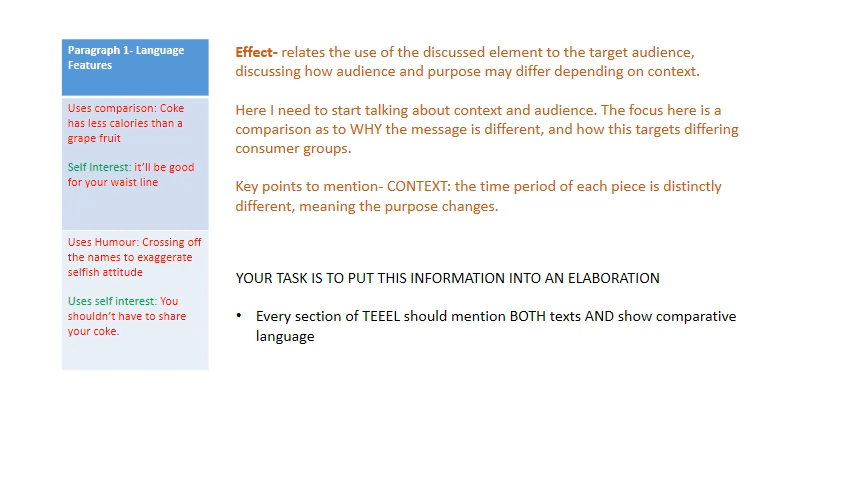 Paragraph 1- Language
Features
Uses comparison: Coke
has less calories than a
grape fruit
Self Interest: it'll be good
for your waist line
Uses Humour: Crossing off
the names to exaggerate
selfish attitude
Uses self interest: You
shouldn't have to share
your coke.
Effect- relates the use of the discussed element to the target audience,
discussing how audience and purpose may differ depending on context.
Here I need to start talking about context and audience. The focus here is a
comparison as to WHY the message is different, and how this targets differing
consumer groups.
Key points to mention- CONTEXT: the time period of each piece is distinctly
different, meaning the purpose changes.
YOUR TASK IS TO PUT THIS INFORMATION INTO AN ELABORATION
• Every section of TEEEL should mention BOTH texts AND show comparative
language